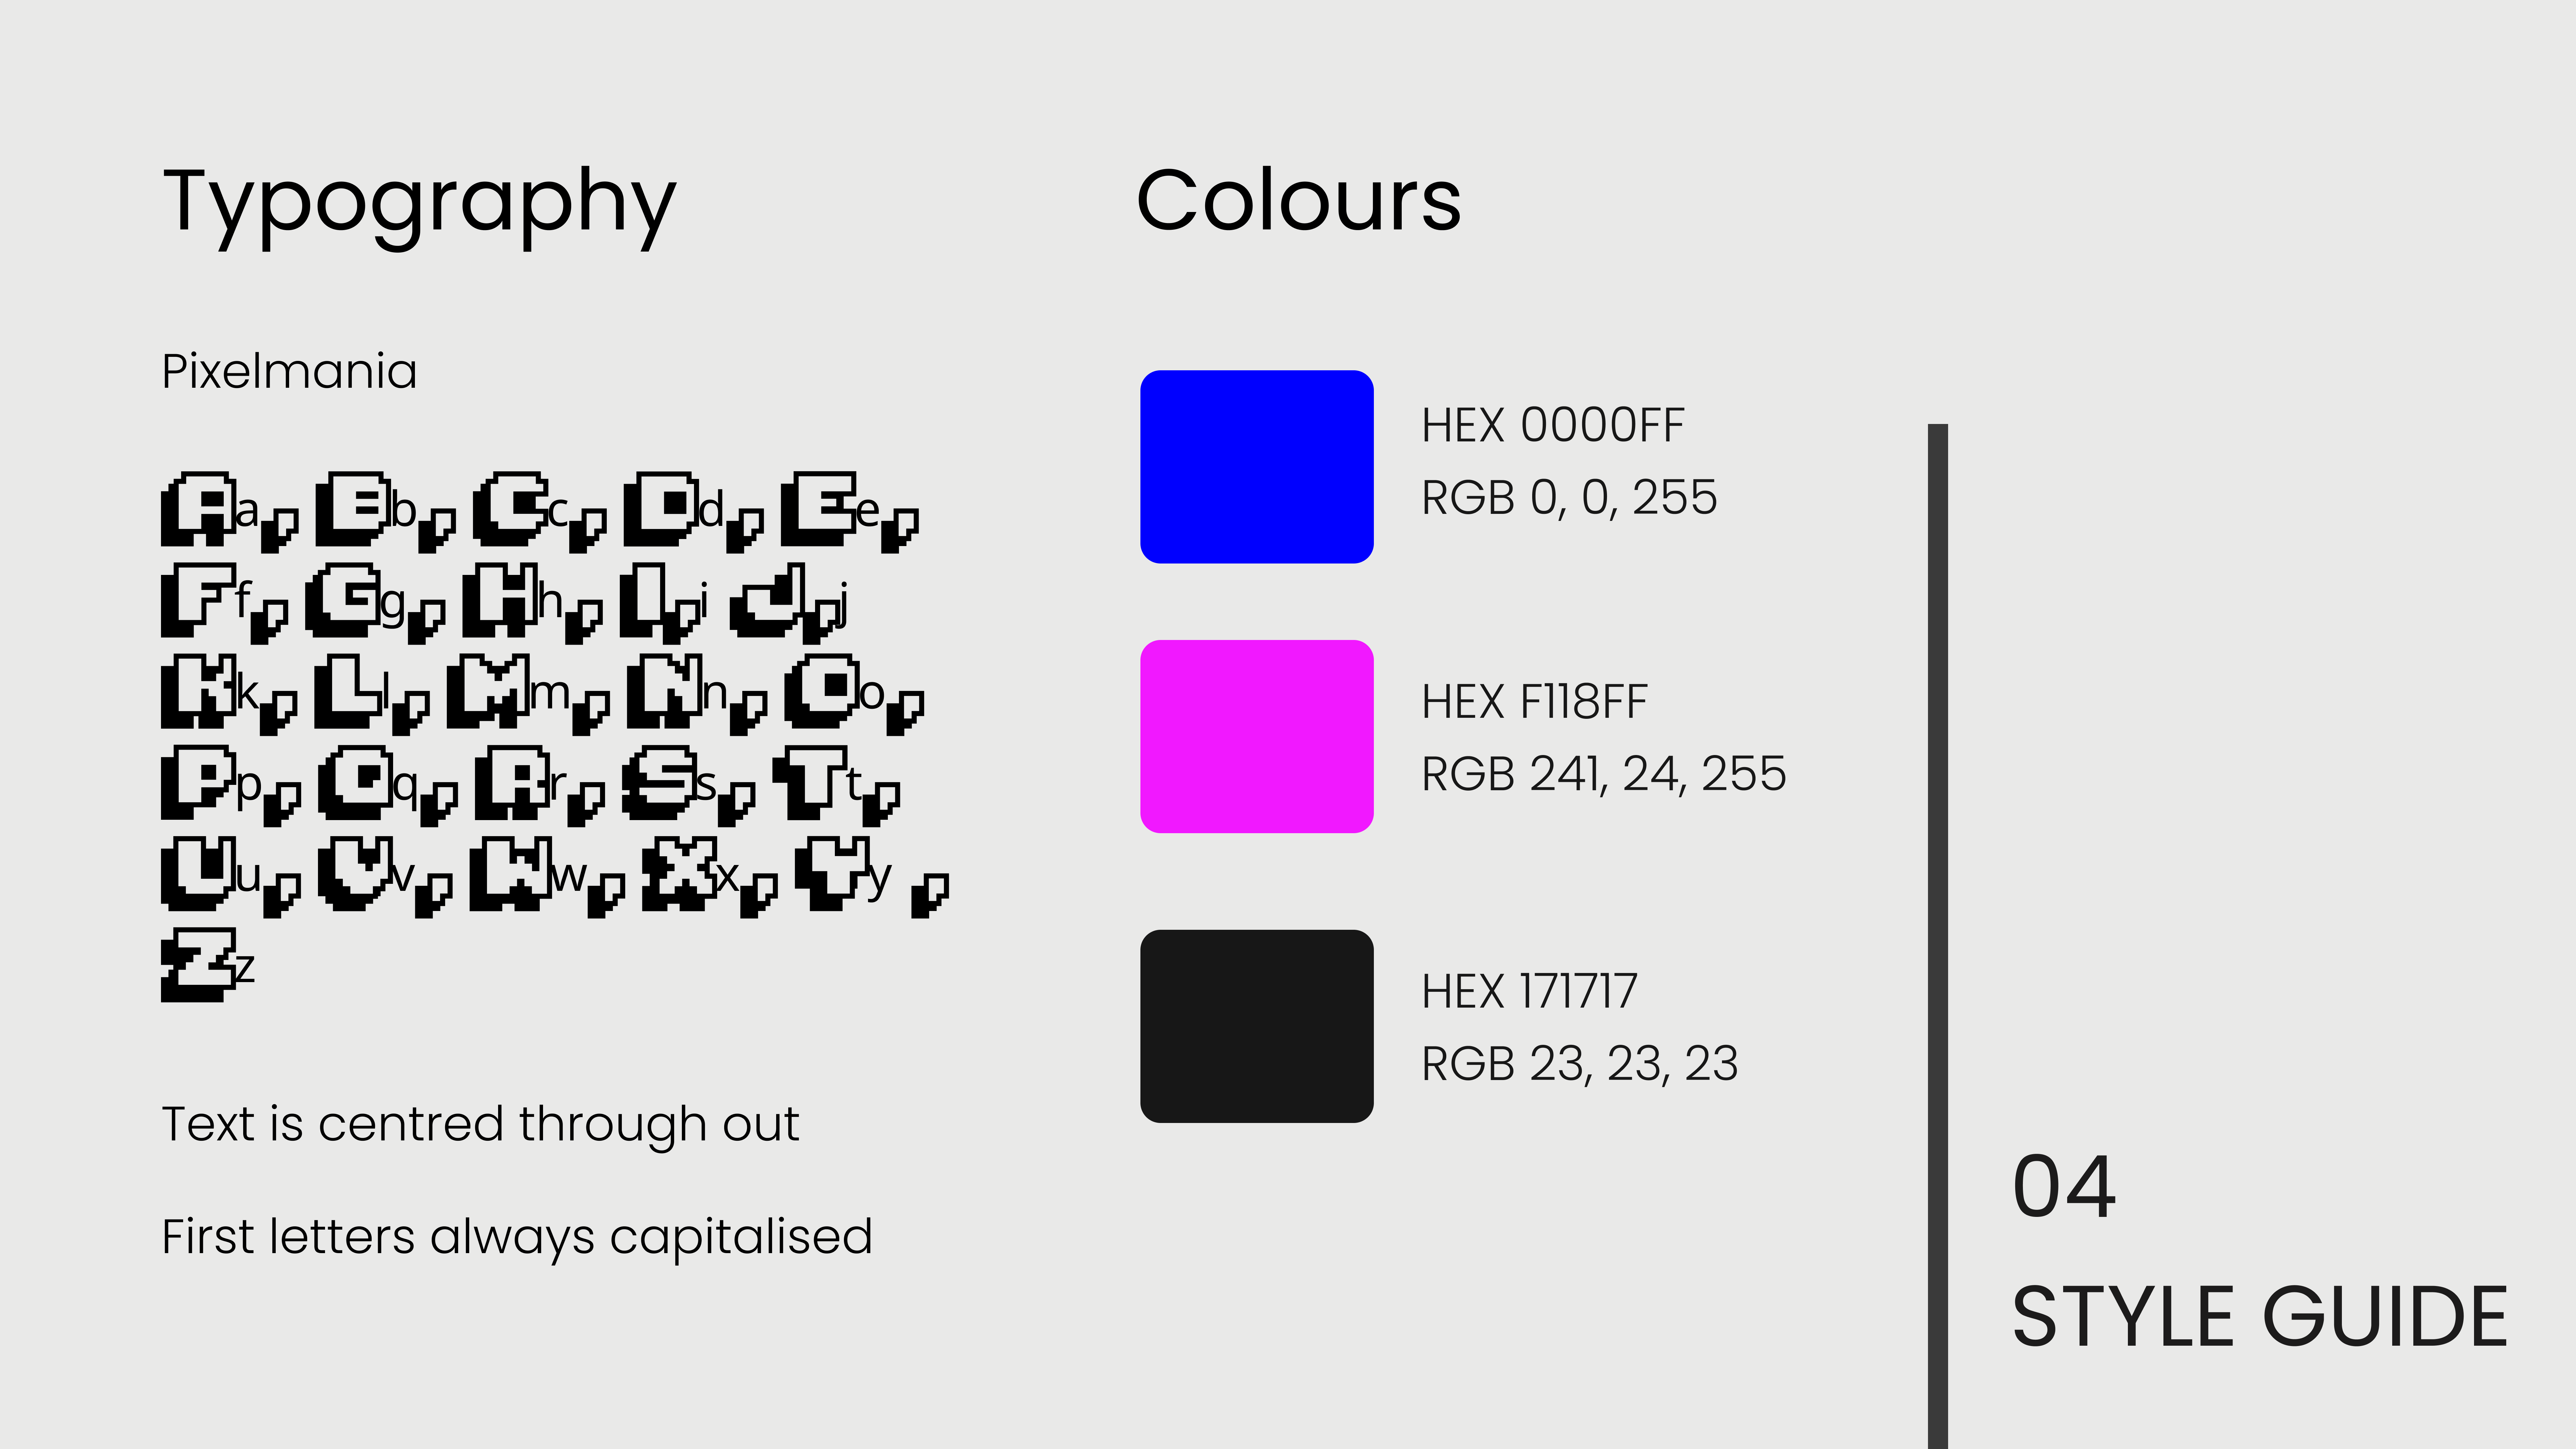 Typography
Pixelmania
Aa, Bb, Cc, Dd, Ee,
Ff, Gg, Hh, I,i J,j
Kk, Ll, Mm, Nn, Oo,
Pp, Qq, Rr, Ss, Tt,
Uu, Vv, Ww, Xx, Yy ,
Zz
Text is centred through out
First letters always capitalised
Colours
HEX 0000FF
RGB 0, 0, 255
HEX F118FF
RGB 241, 24, 255
HEX 171717
RGB 23, 23, 23
04
STYLE GUIDE